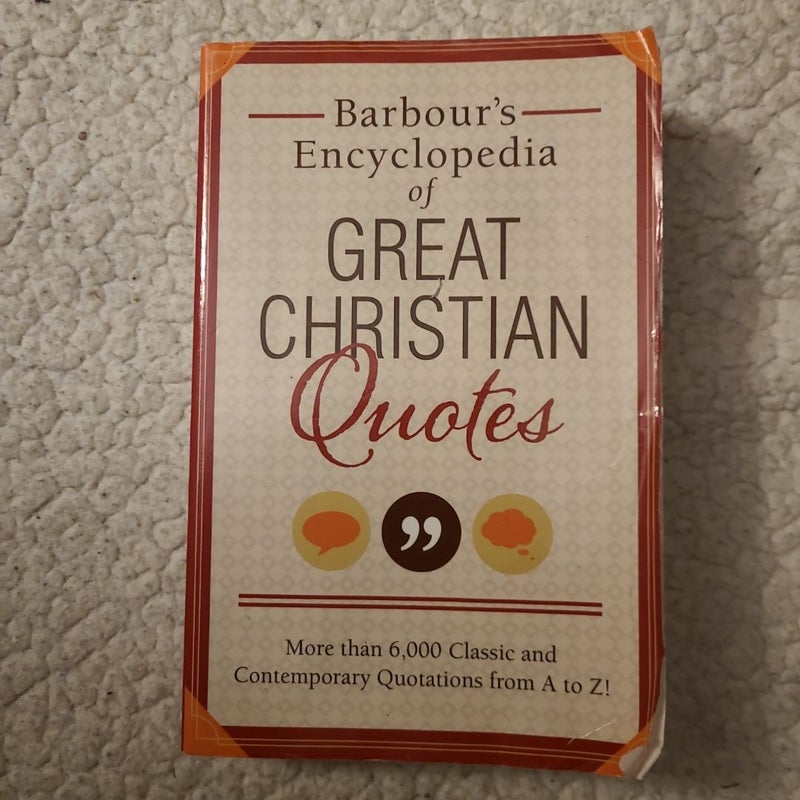 Barbour's
Encyclopedia
of
GREAT
CHRISTIAN
Quotes
”
More than 6,000 Classic and
Contemporary Quotations from A to Z!